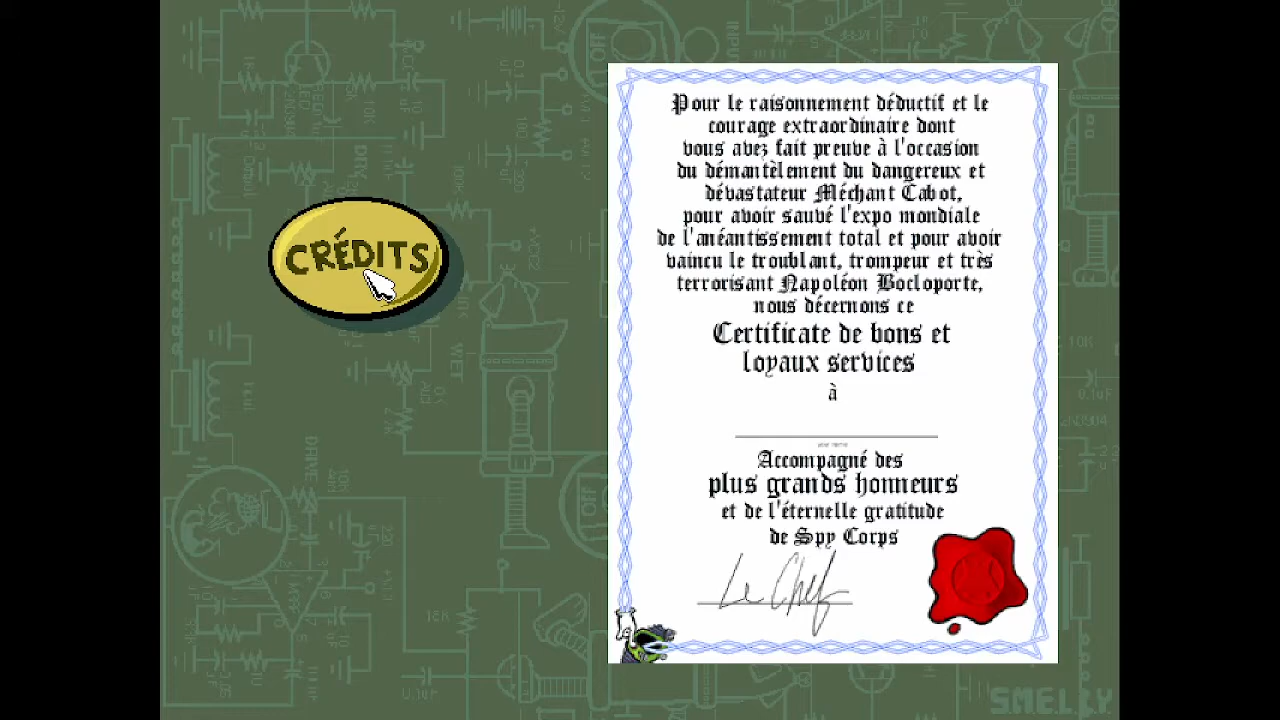 CRÉDITS
Pour le raisonnement déductif et le
courage extraordinaire dont
vous avez fait preuve à l'occasion
du démantèlement du dangereux et
dévastateur Méchant Cabot,
pour avoir sauvé l'expo mondiale
de l'anéantissement total et pour avoir
vaincu le troublant, trompeur et très
terrorisant Napoléon Bocloporte,
nous décernons ce
Certificate de bons et
loyaux services
à
Accompagné des
plus grands honneurs
et de l'éternelle gratitude
de Spy Corps
Le Chef
SMELLY